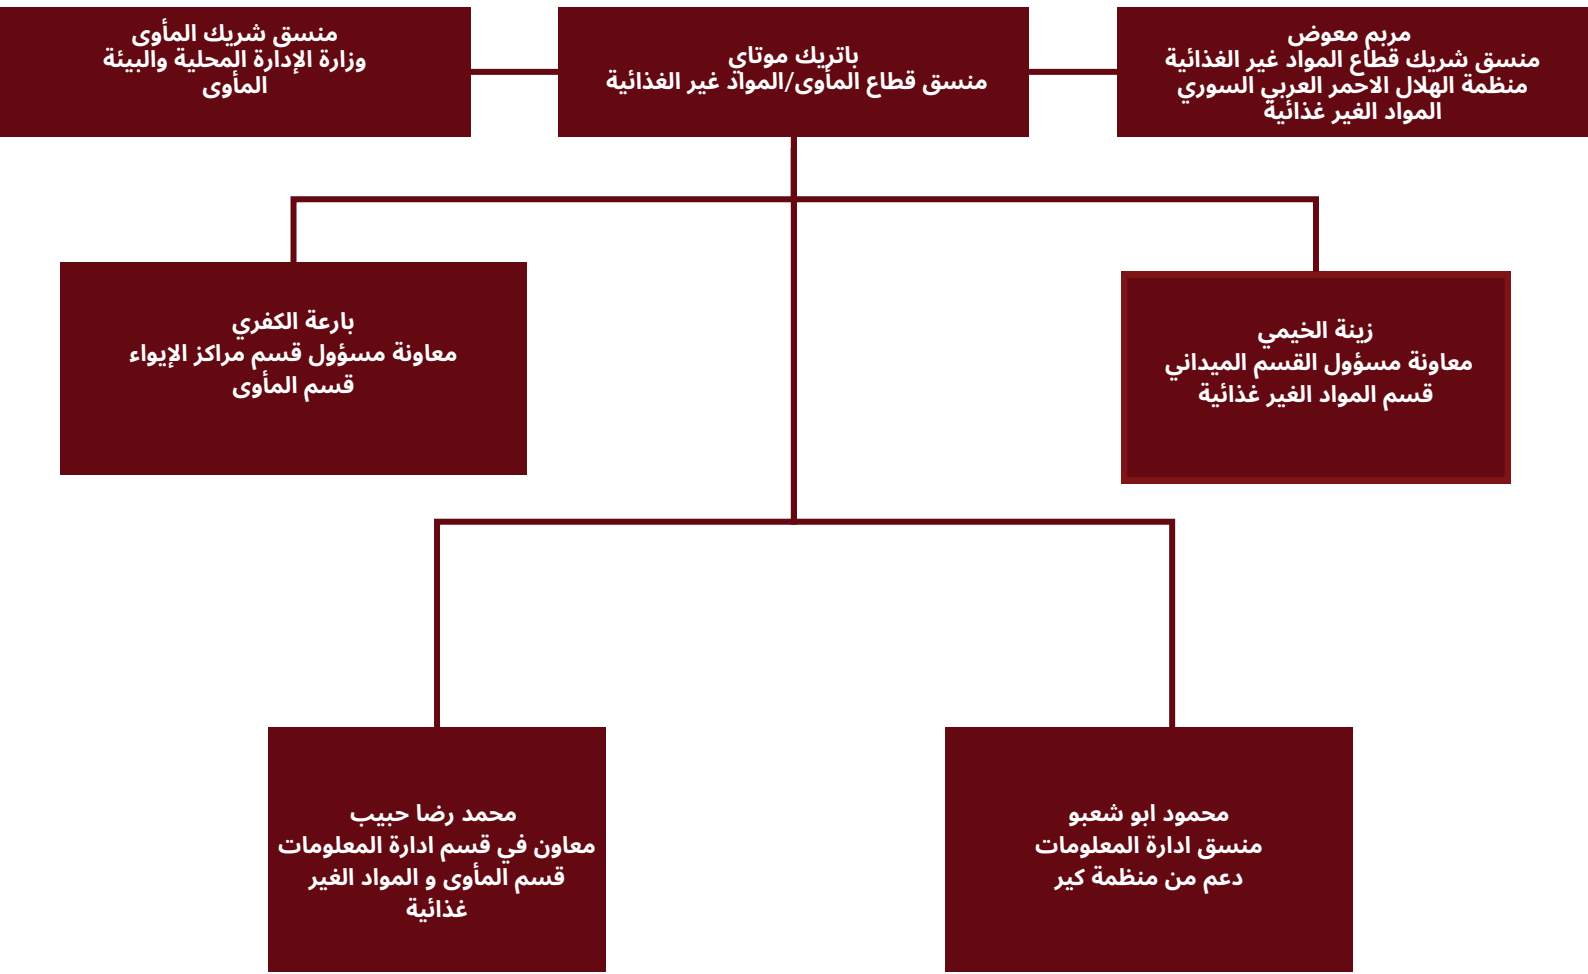 مريم معوض
منسق شريك قطاع المواد غير الغذائية
منظمة الهلال الاحمر العربي السوري
المواد الغير غذائية
باتريك موتاي
منسق قطاع المأوى/المواد غير الغذائية
منسق شريك المأوى
وزارة الإدارة المحلية والبيئة
المأوى
زينة الخيمي
معاونة مسؤول القسم الميداني
قسم المواد الغير غذائية
بارعة الكفري
معاونة مسؤول قسم مراكز الإيواء
قسم المأوى
محمود ابو شعبو
منسق ادارة المعلومات
دعم من منظمة كير
محمد رضا حبيب
معاون في قسم ادارة المعلومات
قسم المأوى و المواد الغير
غذائية